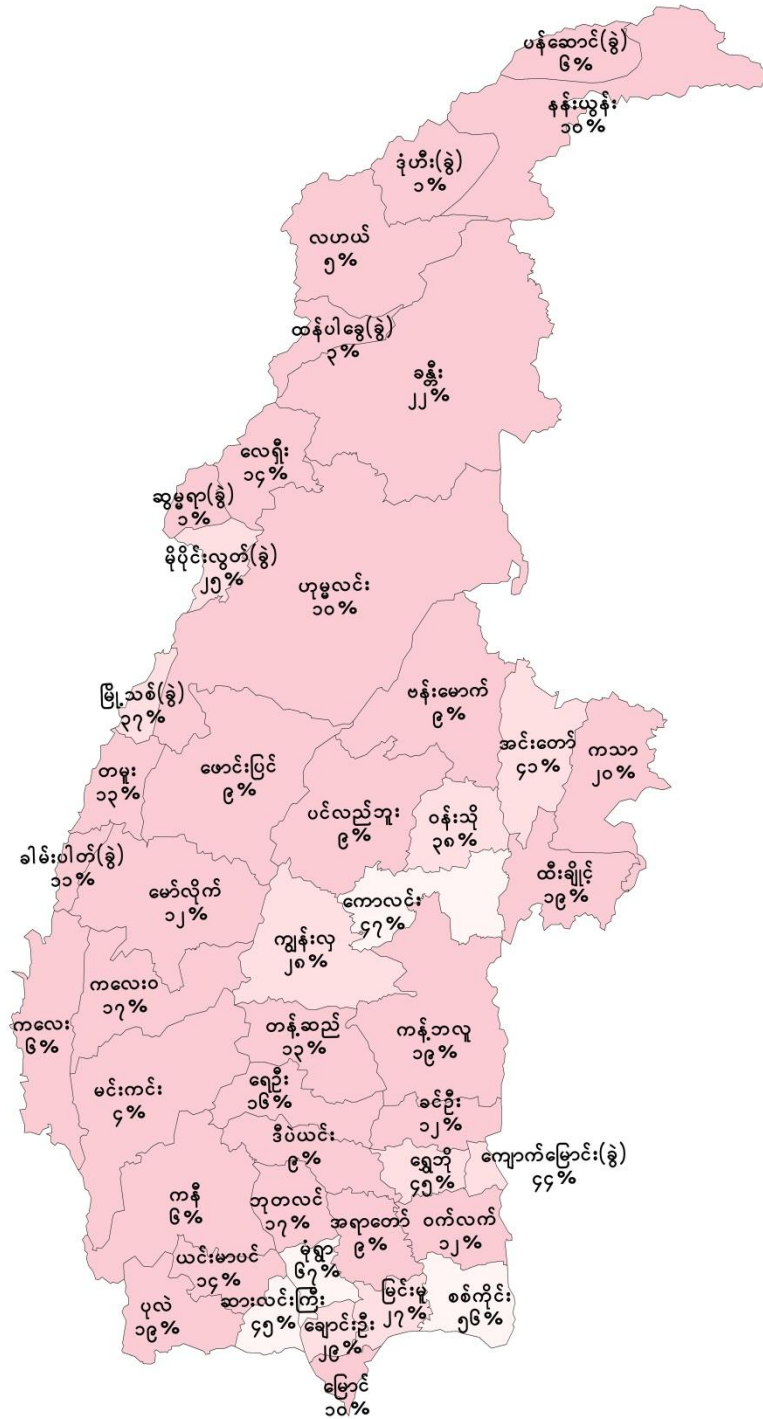 ပန်ဆောင်(ခွဲ)
၆%
နန်းယွန်း
၁၀%
ဒုံဟီး(ခွဲ)
၁%
လဟယ်
၅%
ထန်ပါခွေ(ခွဲ)
၃%
ခန္တီး
၂၂%
လေရှီး
၁၄%
ဆွမ္မရာ(ခွဲ)
၁%
မိုပိုင်းလွတ်(ခွဲ)
၂၅%
ဟုမ္မလင်း
၁၀%
မြို့သစ်(ခွဲ)
၃၇%
ဗန်းမောက်
၉%
အင်းတော်
၄၁%
ကသာ
၂၀%
တမူး
၁၃%
ဖောင်းပြင်
၉%
ပင်လည်ဘူး
၉%
ဝန်းသို
၃၈%
ခါမ်းပါတ်(ခွဲ)
၁၁%
မော်လိုက်
၁၂%
ကောလင်း
၄၇%
ထီးချိုင့်
၁၉%
ကျွန်းလှ
၂၈%
ကလေးဝ
၁၇%
ကလေး
၆%
တန့်ဆည်
၁၃%
ကန့်ဘလူ
၁၉%
မင်းကင်း
၄%
ရေဦး
၁၆%
ခင်ဦး
၁၂%
ဒီပဲယင်း
၉%
ရွှေဘို
၄၅%
ကျောက်မြောင်း(ခွဲ)
၄၄%
ကနီ
၆%
ဘုတလင်
၁၇%
အရာတော်
၉%
ဝက်လက်
၁၂%
ယင်းမာပင်
၁၄%
မုံရွာ
၆၇%
ပုလဲ
၁၉%
ဆားလင်းကြီး
၄၅%
ချောင်းဦး
၂၉%
မြင်းမူ
၂၇%
စစ်ကိုင်း
၅၆%
မြောင်
၁၀%